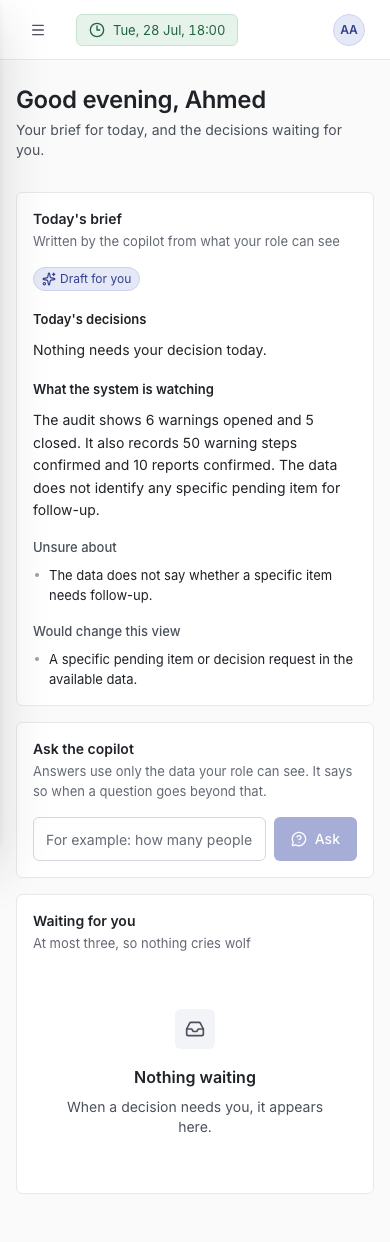 Tue, 28 Jul, 18:00
AA
Good evening, Ahmed
Your brief for today, and the decisions waiting for
you.
Today's brief
Written by the copilot from what your role can see
Draft for you
Today's decisions
Nothing needs your decision today.
What the system is watching
The audit shows 6 warnings opened and 5
closed. It also records 50 warning steps
confirmed and 10 reports confirmed. The data
does not identify any specific pending item for
follow-up.
Unsure about
The data does not say whether a specific item
needs follow-up.
Would change this view
A specific pending item or decision request in the
available data.
Ask the copilot
Answers use only the data your role can see. It says
so when a question goes beyond that.
For example: how many people
Ask
Waiting for you
At most three, so nothing cries wolf
Nothing waiting
When a decision needs you, it appears
here.